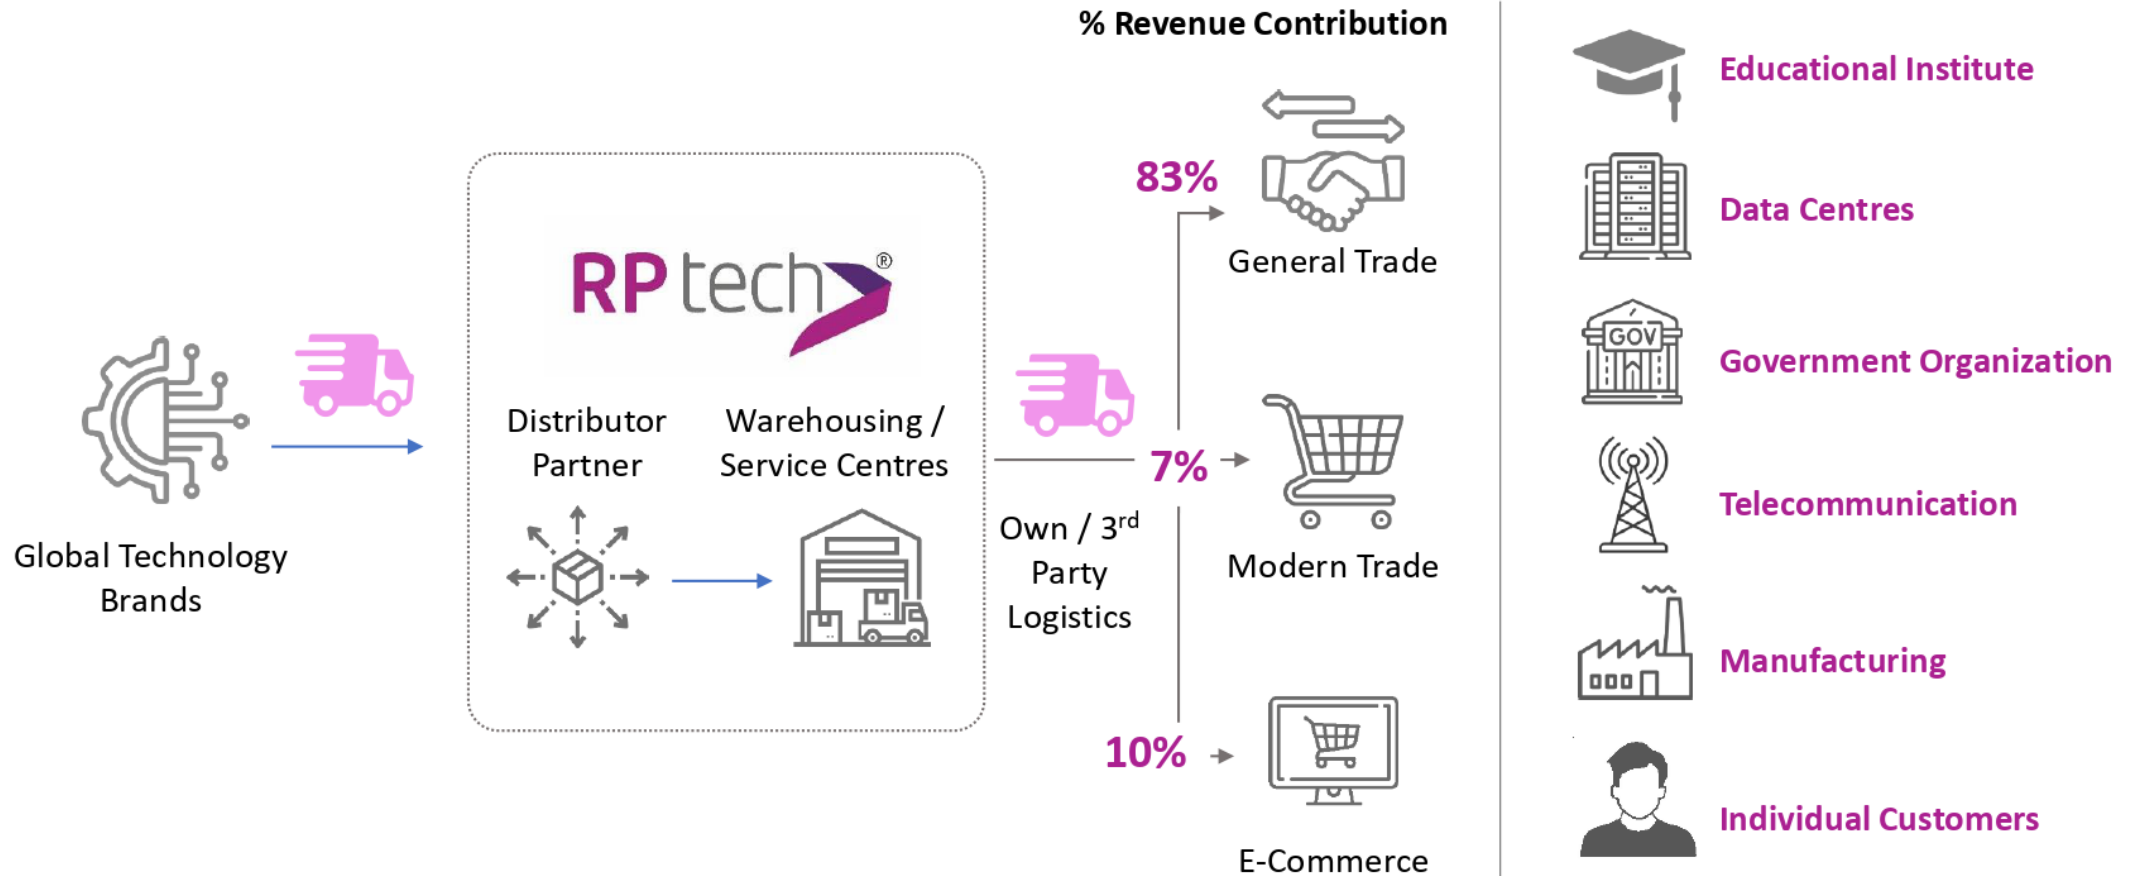 % Revenue Contribution
Global Technology
Brands
RP tech®
Distributor
Partner
Warehousing /
Service Centres
Own / 3rd
Party
Logistics
83%
General Trade
7%
Modern Trade
10%
E-Commerce
Educational Institute
Data Centres
GOV
Government Organization
Telecommunication
Manufacturing
Individual Customers